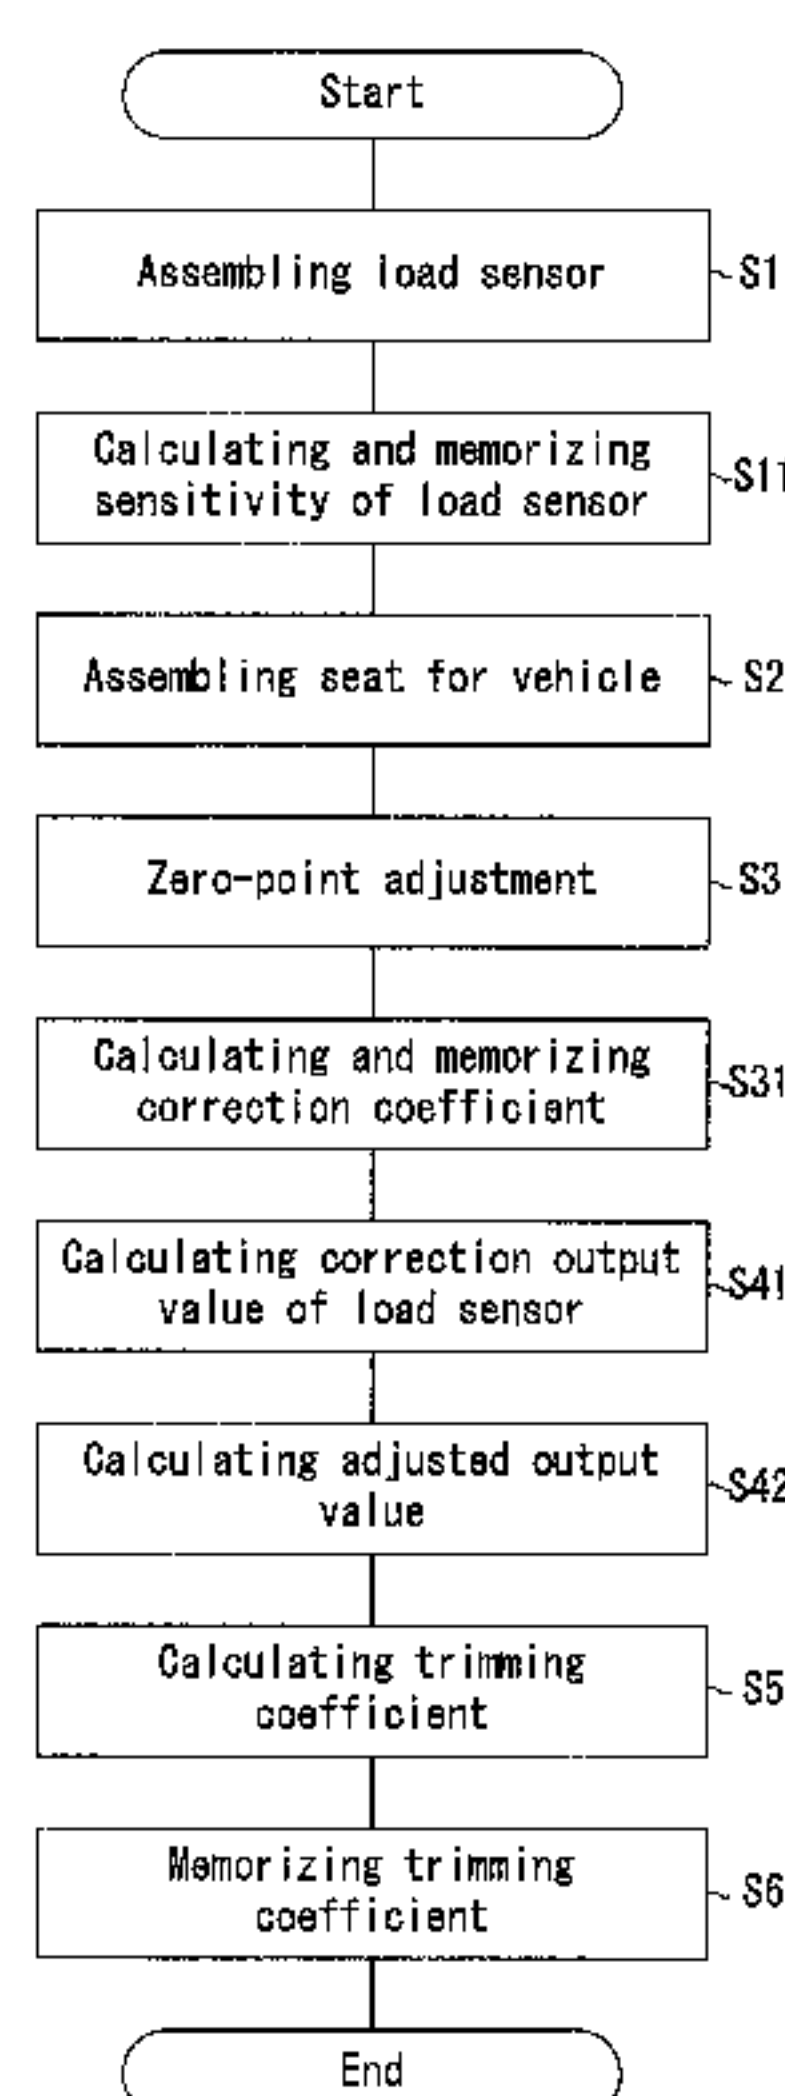 Start
Assembling load sensor
S1
Calculating and memorizing
sensitivity of load sensor
S11
Assembling seat for vehicle
S2
Zero-point adjustment
S3
Calculating and memorizing
correction coefficient
S31
Calculating correction output
value of load sensor
S41
Calculating adjusted output
value
S42
Calculating trimming
coefficient
S5
Memorizing trimming
coefficient
S6
End